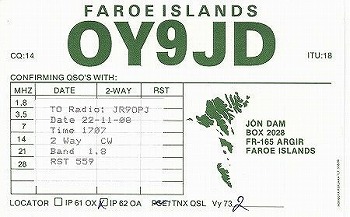 FAROE ISLANDS
OY9JD
CQ:14
ITU:18
CONFIRMING QSO'S WITH:
MHZ DATE 2-WAY RST
1,8
3,5
7
14
21
28
TO Radio: JR9OPJ
Date 22-11-08
Time 1707
2 Way CW
Band 1.8
RST 559
JÓN DAM
BOX 2028
FR-165 ARGIR
FAROE ISLANDS
LOCATOR IP 61 OX IP 62 OA PSE/TNX QSL Vy 73 2